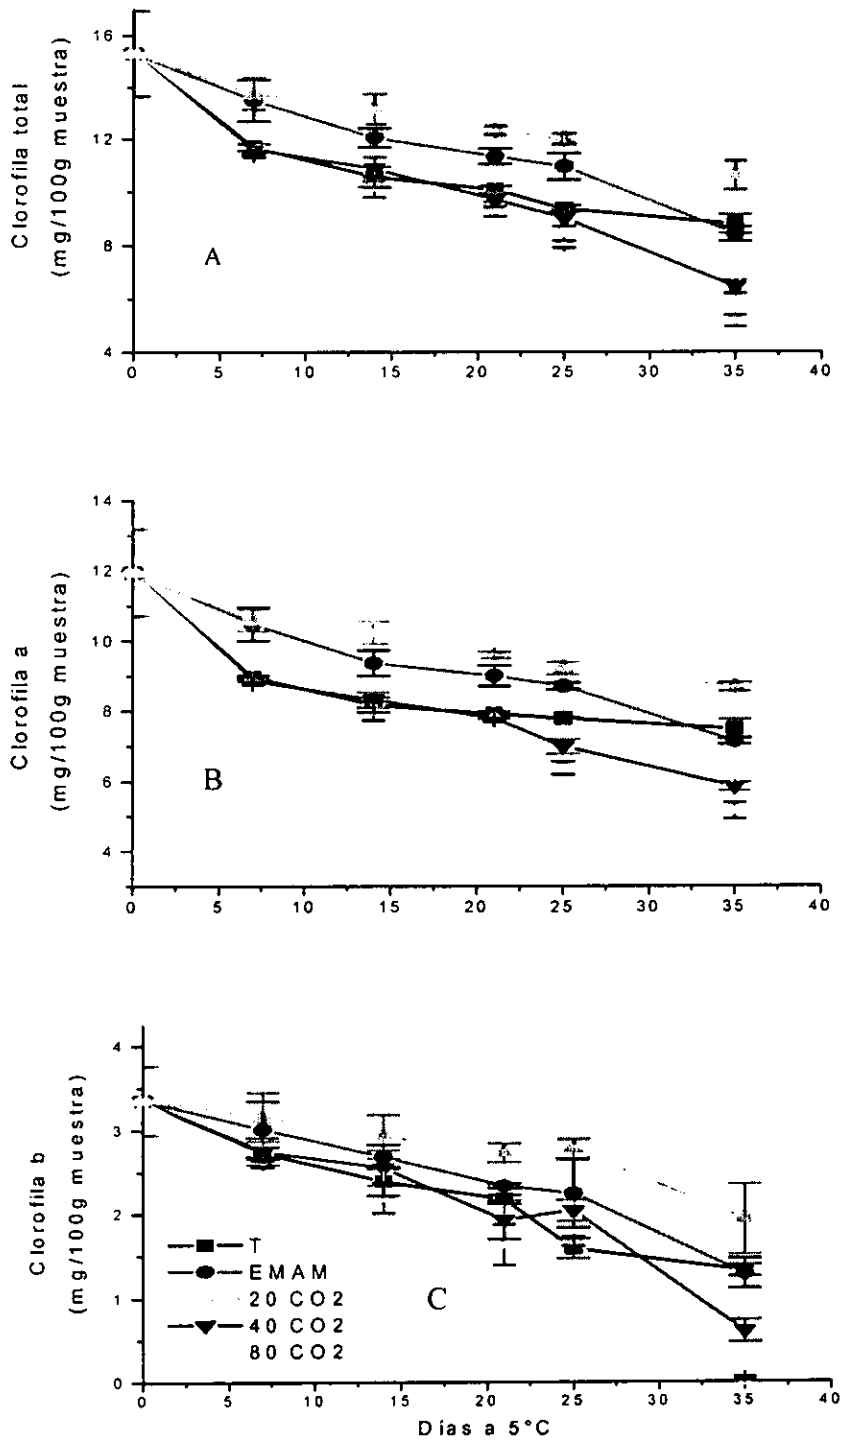 Clorofila total
(mg/100g muestra)
16
12
8
4
A
0 5 10 15 20 25 30 35 40
Clorofila a
(mg/100g muestra)
14
12
10
8
6
4
B
0 5 10 15 20 25 30 35 40
Clorofila b
(mg/100g muestra)
4
3
2
1
0
T
EMAM
20 CO2
40 CO2
80 CO2
C
0 5 10 15 20 25 30 35 40
Días a 5°C